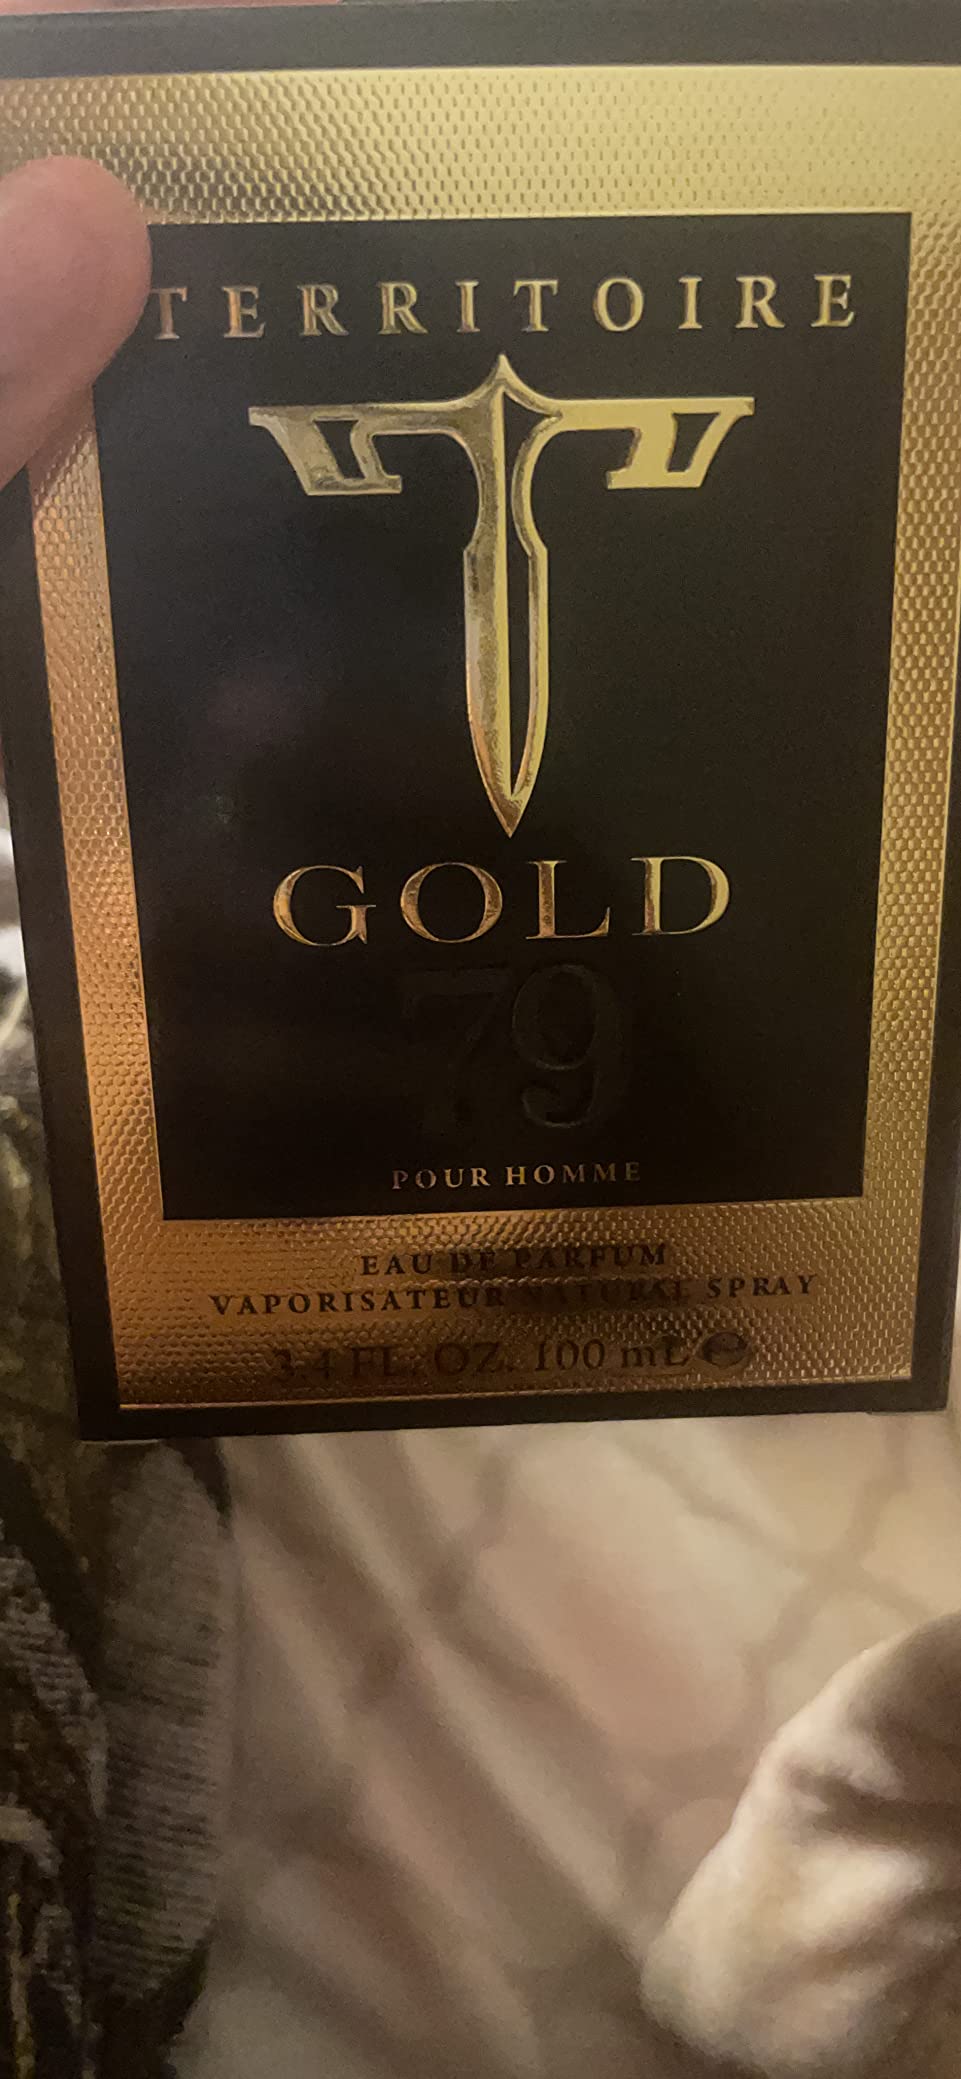 TERRITOIRE
GOLD
79
POUR HOMME
EAU DE PARFUM
VAPORISATEUR NATURAL SPRAY
3.4 FL. OZ. 100 mL e